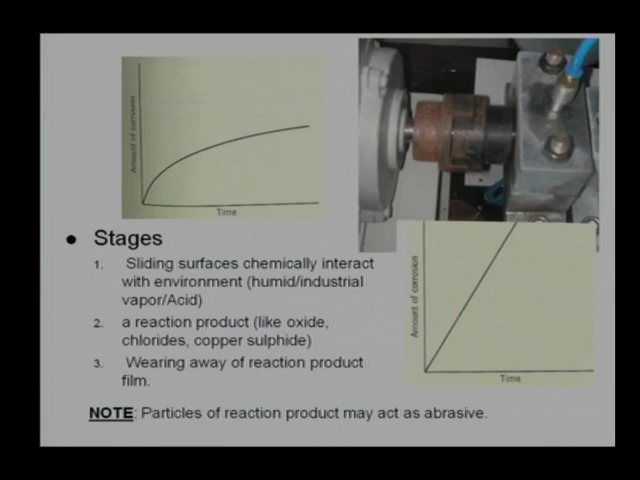 Amount of corrosion
Time
Stages
1. Sliding surfaces chemically interact
with environment (humid/industrial
vapor/Acid)
2. a reaction product (like oxide,
chlorides, copper sulphide)
3. Wearing away of reaction product
film.
Amount of corrosion
Time
NOTE: Particles of reaction product may act as abrasive.